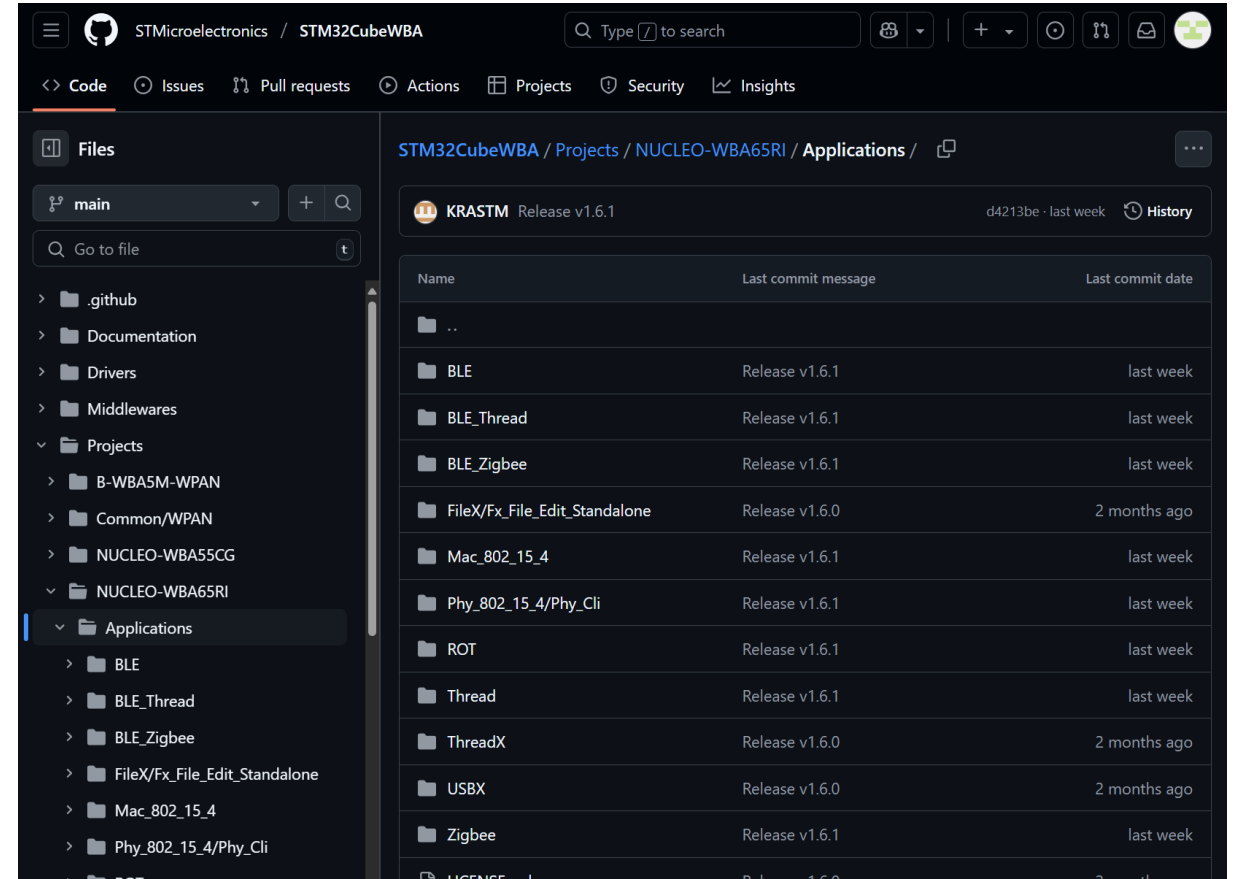 STMicroelectronics / STM32CubeWBA
Type / to search
Code
Issues
Pull requests
Actions
Projects
Security
Insights
Files
main
Go to file
t
.github
Documentation
Drivers
Middlewares
Projects
B-WBA5M-WPAN
Common/WPAN
NUCLEO-WBA55CG
NUCLEO-WBA65RI
Applications
BLE
BLE_Thread
BLE_Zigbee
FileX/Fx_File_Edit_Standalone
Mac_802_15_4
Phy_802_15_4/Phy_Cli
STM32CubeWBA / Projects / NUCLEO-WBA65RI / Applications /
KRASTM Release v1.6.1 d4213be · last week History
Name Last commit message Last commit date
..
BLE Release v1.6.1 last week
BLE_Thread Release v1.6.1 last week
BLE_Zigbee Release v1.6.1 last week
FileX/Fx_File_Edit_Standalone Release v1.6.0 2 months ago
Mac_802_15_4 Release v1.6.1 last week
Phy_802_15_4/Phy_Cli Release v1.6.1 last week
ROT Release v1.6.1 last week
Thread Release v1.6.1 last week
ThreadX Release v1.6.0 2 months ago
USBX Release v1.6.0 2 months ago
Zigbee Release v1.6.1 last week